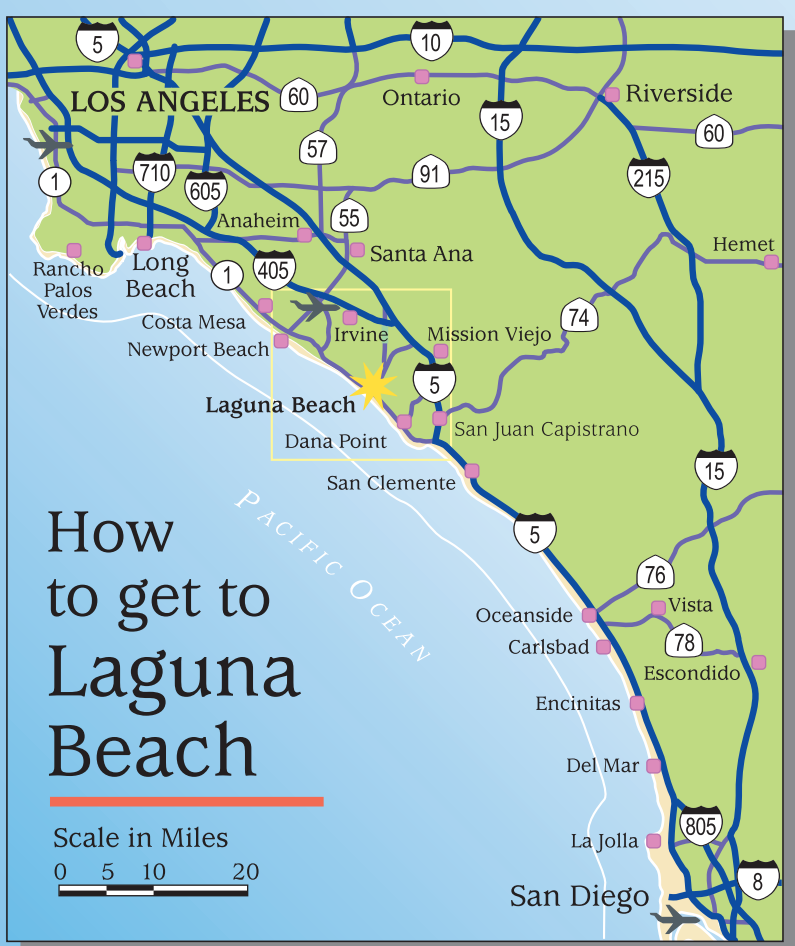 5
10
LOS ANGELES
60
Ontario
Riverside
15
60
57
91
710
605
215
1
55
Anaheim
Santa Ana
Hemet
Rancho
Palos
Verdes
Long
Beach
1
405
74
Costa Mesa
Irvine
Mission Viejo
Newport Beach
5
Laguna Beach
Dana Point
San Juan Capistrano
San Clemente
15
PACIFIC OCEAN
5
How
to get to
Laguna
Beach
76
Oceanside
Vista
Carlsbad
78
Escondido
Encinitas
Del Mar
Scale in Miles
0 5 10 20
805
La Jolla
8
San Diego